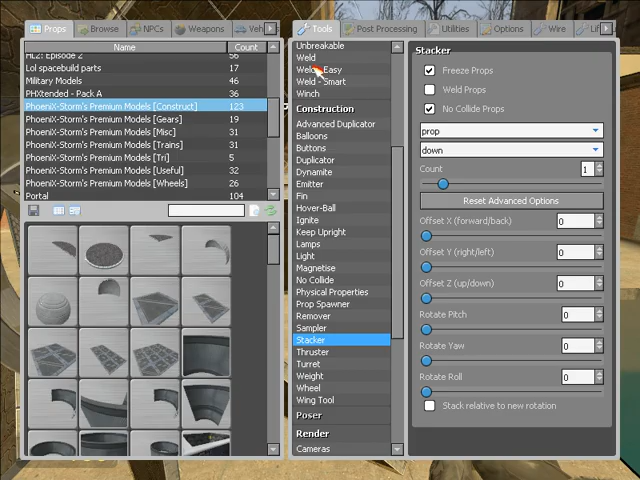 Props
Browse
NPCs
Weapons
Name
Count
HL2: Episode 2
56
Lol spacebuild parts
17
Military Models
46
PHXtended - Pack A
36
PhoeniX-Storm's Premium Models [Construct]
123
PhoeniX-Storm's Premium Models [Gears]
19
PhoeniX-Storm's Premium Models [Misc]
31
PhoeniX-Storm's Premium Models [Trains]
31
PhoeniX-Storm's Premium Models [Tri]
5
PhoeniX-Storm's Premium Models [Useful]
32
PhoeniX-Storm's Premium Models [Wheels]
26
Portal
104
Tools
Post Processing
Utilities
Options
Wire
Unbreakable
Weld
Weld - Easy
Weld - Smart
Winch
Construction
Advanced Duplicator
Balloons
Buttons
Duplicator
Dynamite
Emitter
Fin
Hover-Ball
Ignite
Keep Upright
Lamps
Light
Magnetise
No Collide
Physical Properties
Prop Spawner
Remover
Sampler
Stacker
Thruster
Turret
Weight
Wheel
Wing Tool
Poser
Render
Cameras
Stacker
Freeze Props
Weld Props
No Collide Props
prop
down
Count
1
Reset Advanced Options
Offset X (forward/back)
0
Offset Y (right/left)
0
Offset Z (up/down)
0
Rotate Pitch
0
Rotate Yaw
0
Rotate Roll
0
Stack relative to new rotation